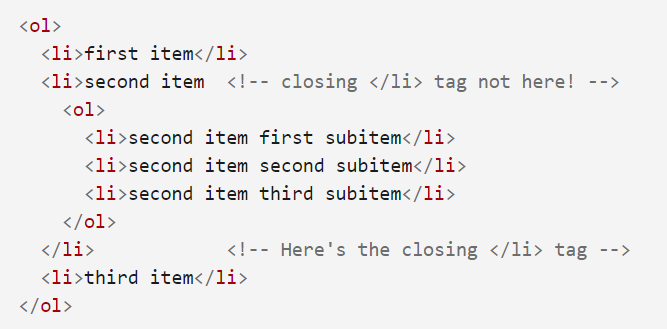 <ol>
  <li>first item</li>
  <li>second item  <!-- closing </li> tag not here! -->
    <ol>
      <li>second item first subitem</li>
      <li>second item second subitem</li>
      <li>second item third subitem</li>
    </ol>
  </li>            <!-- Here's the closing </li> tag -->
  <li>third item</li>
</ol>